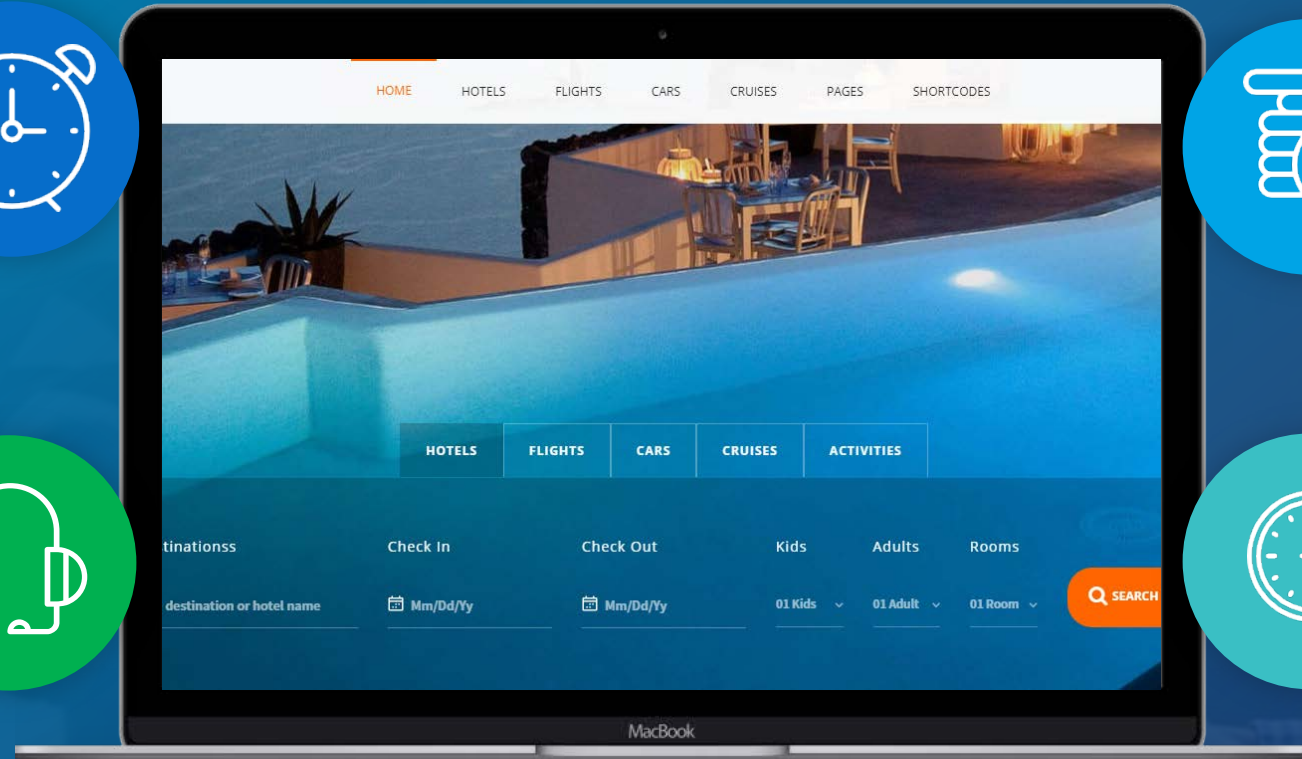 HOME HOTELS FLIGHTS CARS CRUISES PAGES SHORTCODES
HOTELS FLIGHTS CARS CRUISES ACTIVITIES
tinationss Check In Check Out Kids Adults Rooms
destination or hotel name Mm/Dd/Yy Mm/Dd/Yy 01 Kids 01 Adult 01 Room SEARCH
MacBook